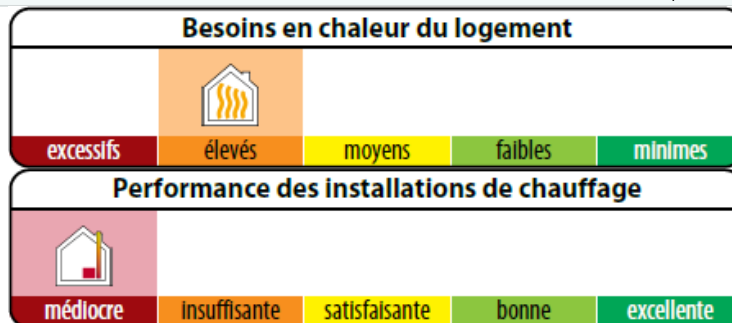 Besoins en chaleur du logement
excessifs élevés moyens faibles minimes
Performance des installations de chauffage
médiocre insuffisante satisfaisante bonne excellente